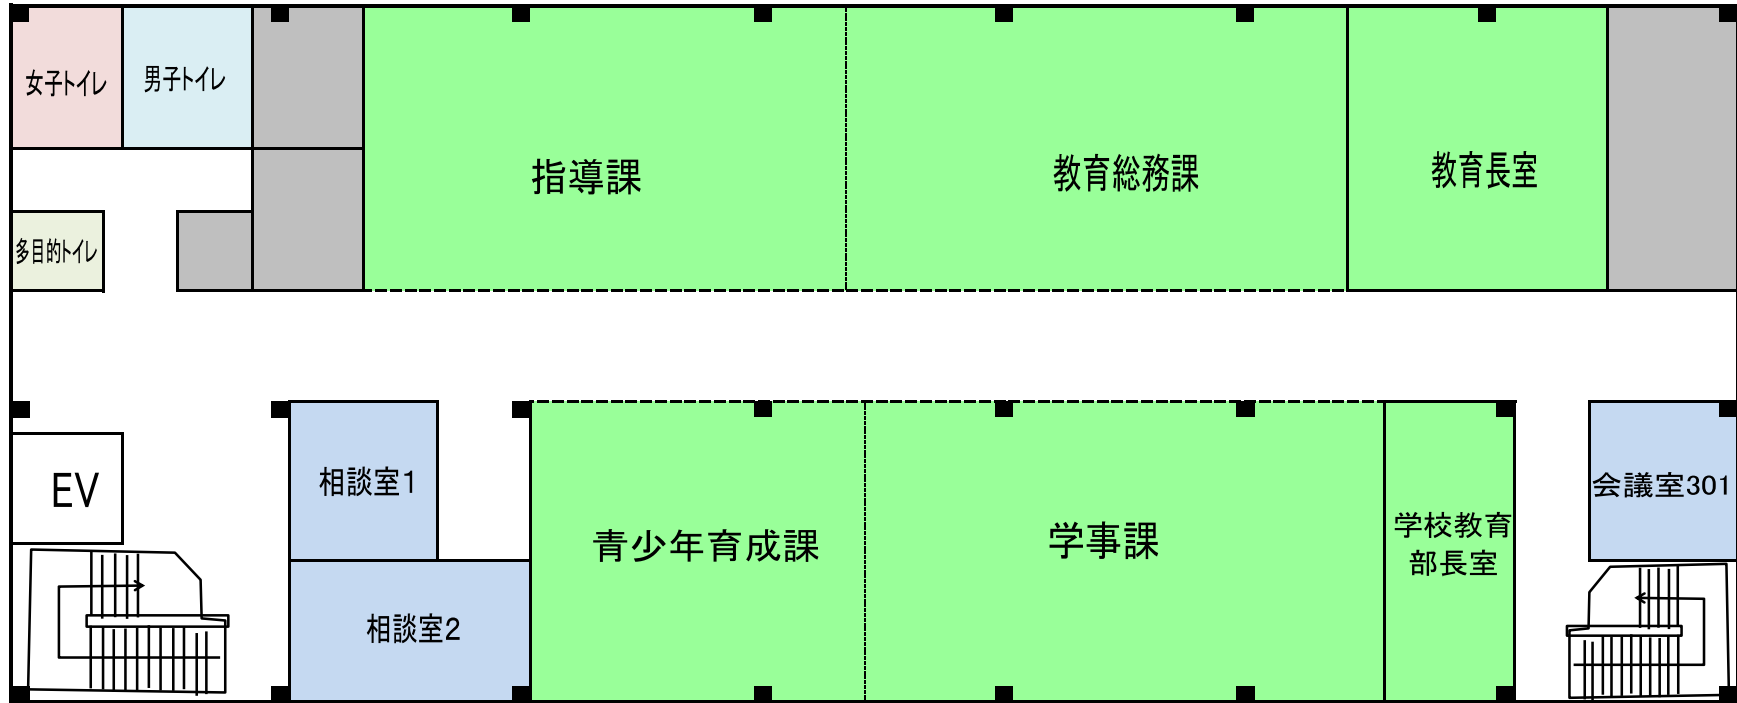 女子トイレ
男子トイレ
指導課
教育総務課
教育長室
多目的トイレ
EV
相談室1
相談室2
青少年育成課
学事課
学校教育
部長室
会議室301